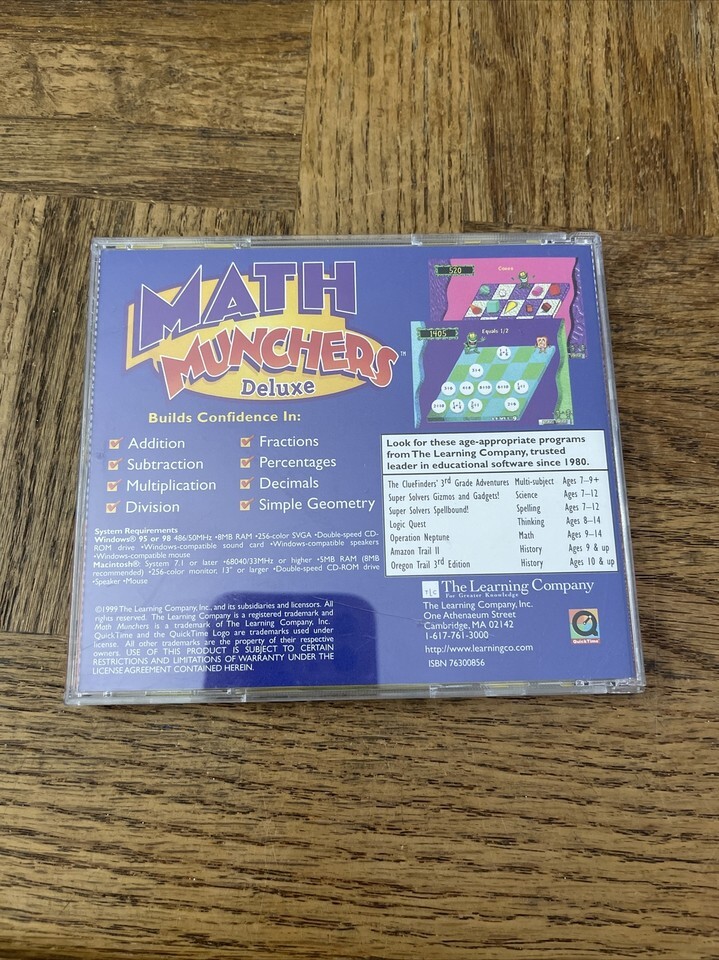 MATH
MUNCHERS™
Deluxe
Builds Confidence In:
Addition
Subtraction
Multiplication
Division
Fractions
Percentages
Decimals
Simple Geometry
System Requirements
Windows® 95 or 98 486/50MHz •8MB RAM •256-color SVGA •Double-speed CD-
ROM drive •Windows-compatible sound card •Windows-compatible speakers
•Windows-compatible mouse
Macintosh® System 7.1 or later •68040/33MHz or higher •5MB RAM (8MB
recommended) •256-color monitor, 13" or larger •Double-speed CD-ROM drive
•Speaker •Mouse
©1999 The Learning Company, Inc., and its subsidiaries and licensors. All
rights reserved. The Learning Company is a registered trademark and
Math Munchers is a trademark of The Learning Company, Inc.
QuickTime and the QuickTime Logo are trademarks used under
license. All other trademarks are the property of their respective
owners. USE OF THIS PRODUCT IS SUBJECT TO CERTAIN
RESTRICTIONS AND LIMITATIONS OF WARRANTY UNDER THE
LICENSE AGREEMENT CONTAINED HEREIN.
520
Cones
1405
Equals 1/2
Look for these age-appropriate programs
from The Learning Company, trusted
leader in educational software since 1980.
The ClueFinders' 3rd Grade Adventures Multi-subject Ages 7-9+
Super Solvers Gizmos and Gadgets! Science Ages 7-12
Super Solvers Spellbound! Spelling Ages 7-12
Logic Quest Thinking Ages 8-14
Operation Neptune Math Ages 9-14
Amazon Trail II History Ages 9 & up
Oregon Trail 3rd Edition History Ages 10 & up
TLC
The Learning Company
For Greater Knowledge
The Learning Company, Inc.
One Athenaeum Street
Cambridge, MA 02142
1-617-761-3000
http://www.learningco.com
ISBN 76300856
QuickTime